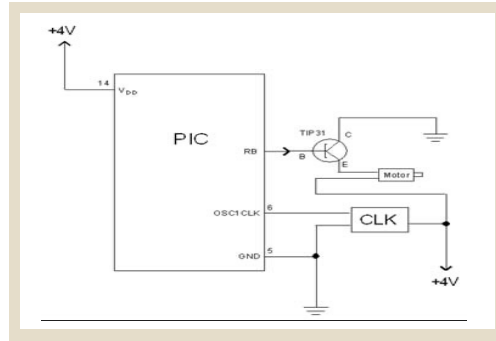 +4V
14
VDD
PIC
TIP31
C
RB
B
E
Motor
OSC1CLK
6
CLK
GND
5
+4V